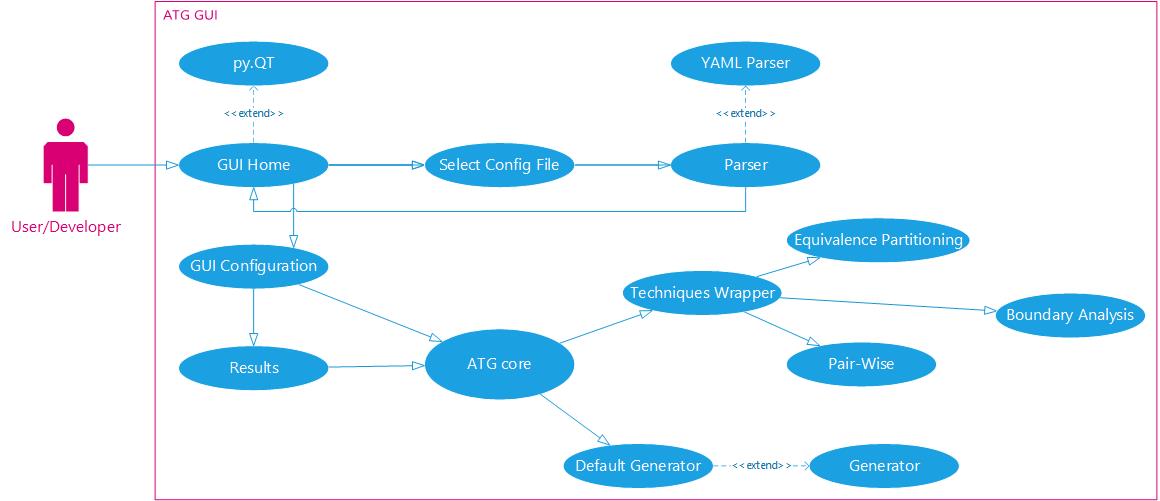 ATG GUI
py.QT
YAML Parser
<<extend>>
<<extend>>
GUI Home
Select Config File
Parser
User/Developer
Equivalence Partitioning
GUI Configuration
Techniques Wrapper
Boundary Analysis
Results
ATG core
Pair-Wise
Default Generator
<<extend>>
Generator